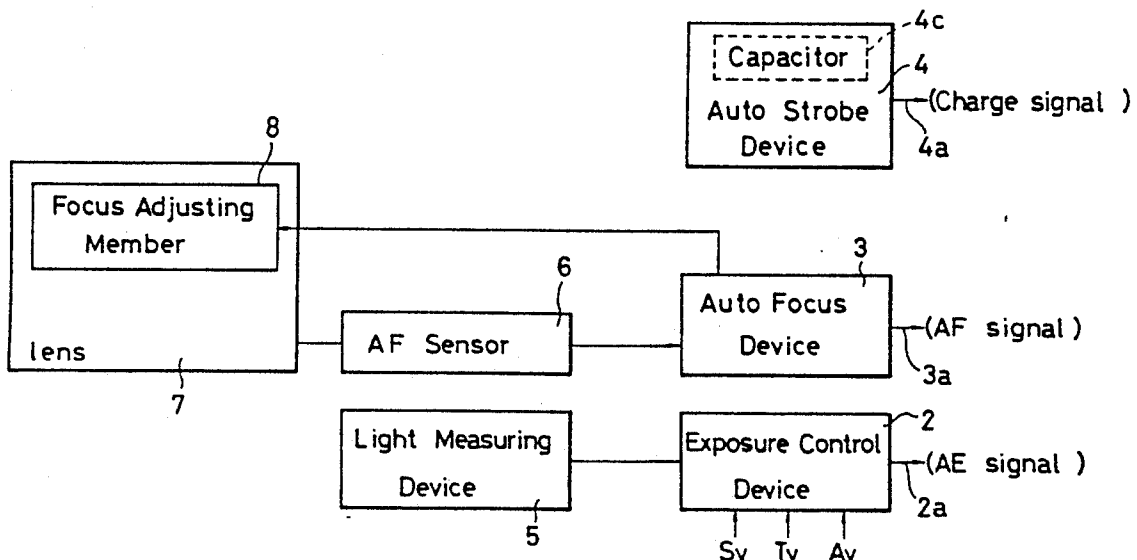 4c
Capacitor
4
Auto Strobe
Device
(Charge signal )
4a
8
Focus Adjusting
Member
lens
7
6
AF Sensor
3
Auto Focus
Device
(AF signal)
3a
Light Measuring
Device
5
2
Exposure Control
Device
(AE signal )
2a
Sv Tv Av